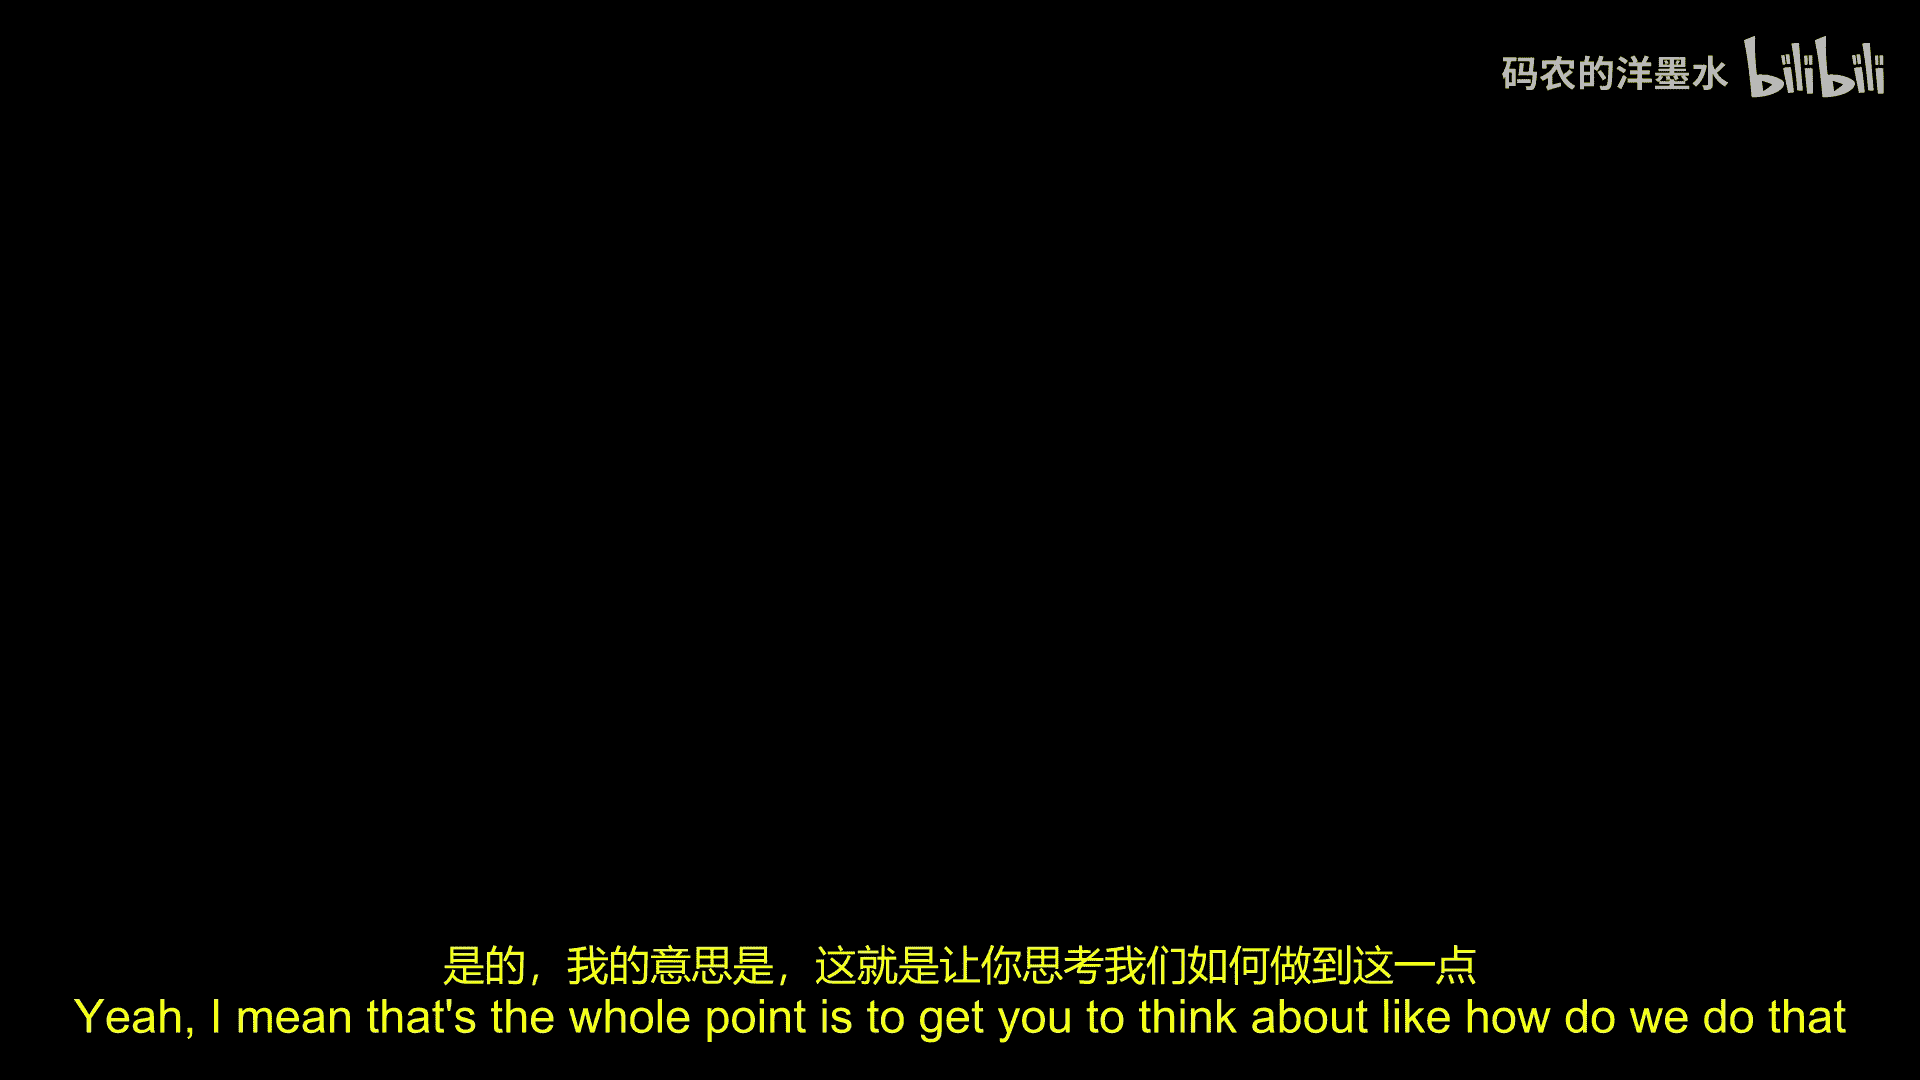 码农的洋墨水 bilibili
是的，我的意思是，这就是让你思考我们如何做到这一点
Yeah, I mean that's the whole point is to get you to think about like how do we do that